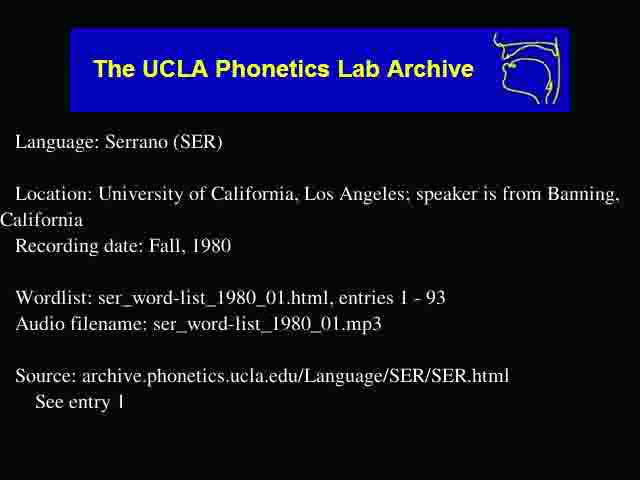 The UCLA Phonetics Lab Archive
Language: Serrano (SER)
Location: University of California, Los Angeles; speaker is from Banning,
California
Recording date: Fall, 1980
Wordlist: ser_word-list_1980_01.html, entries 1 - 93
Audio filename: ser_word-list_1980_01.mp3
Source: archive.phonetics.ucla.edu/Language/SER/SER.html
See entry 1